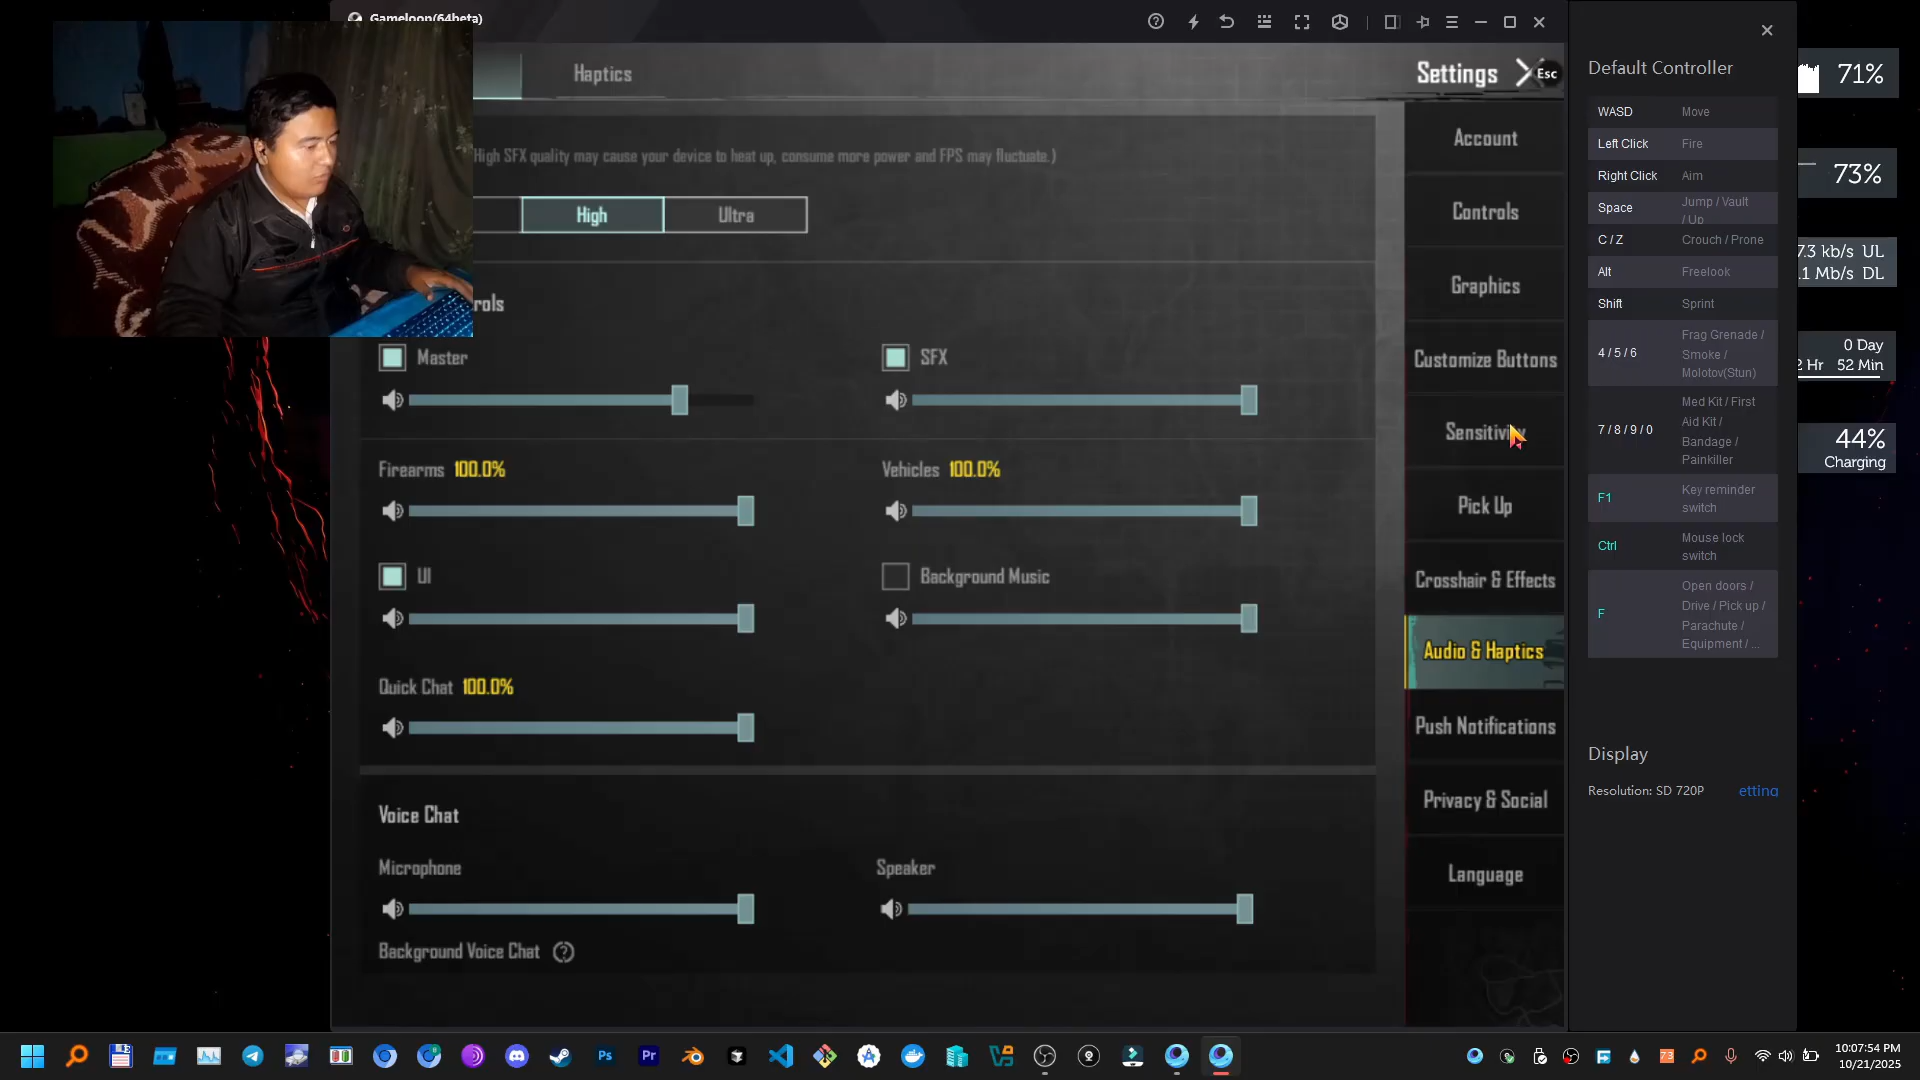 Gameloop(64beta)
Haptics
Settings
Esc
High SFX quality may cause your device to heat up, consume more power and FPS may fluctuate.)
High
Ultra
rols
Master
SFX
Firearms 100.0%
Vehicles 100.0%
UI
Background Music
Quick Chat 100.0%
Voice Chat
Microphone
Speaker
Background Voice Chat
Account
Controls
Graphics
Customize Buttons
Sensitivity
Pick Up
Crosshair & Effects
Audio & Haptics
Push Notifications
Privacy & Social
Language
Default Controller
WASD Move
Left Click Fire
Right Click Aim
Space Jump / Vault
/ Up
C / Z Crouch / Prone
Alt Freelook
Shift Sprint
4 / 5 / 6 Frag Grenade /
Smoke /
Molotov(Stun)
7 / 8 / 9 / 0 Med Kit / First
Aid Kit /
Bandage /
Painkiller
F1 Key reminder
switch
Ctrl Mouse lock
switch
F Open doors /
Drive / Pick up /
Parachute /
Equipment / ...
Display
Resolution: SD 720P etting
71%
73%
7.3 kb/s UL
.1 Mb/s DL
0 Day
2 Hr 52 Min
44%
Charging
Ps
Pr
73
10:07:54 PM
10/21/2025